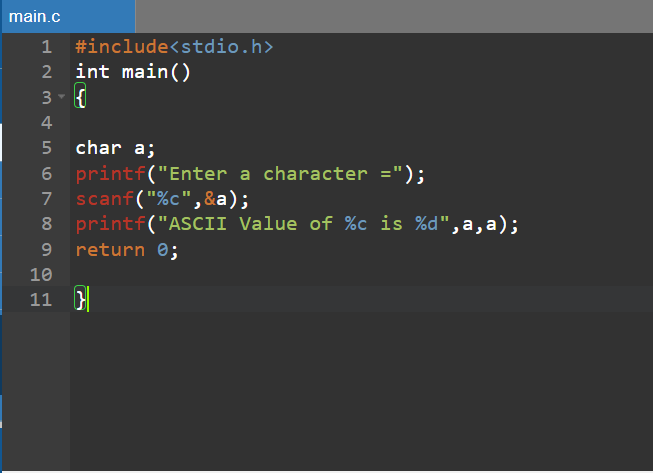 main.c
1 #include<stdio.h>
2 int main()
3 {
4
5 char a;
6 printf("Enter a character =");
7 scanf("%c",&a);
8 printf("ASCII Value of %c is %d",a,a);
9 return 0;
10
11 }